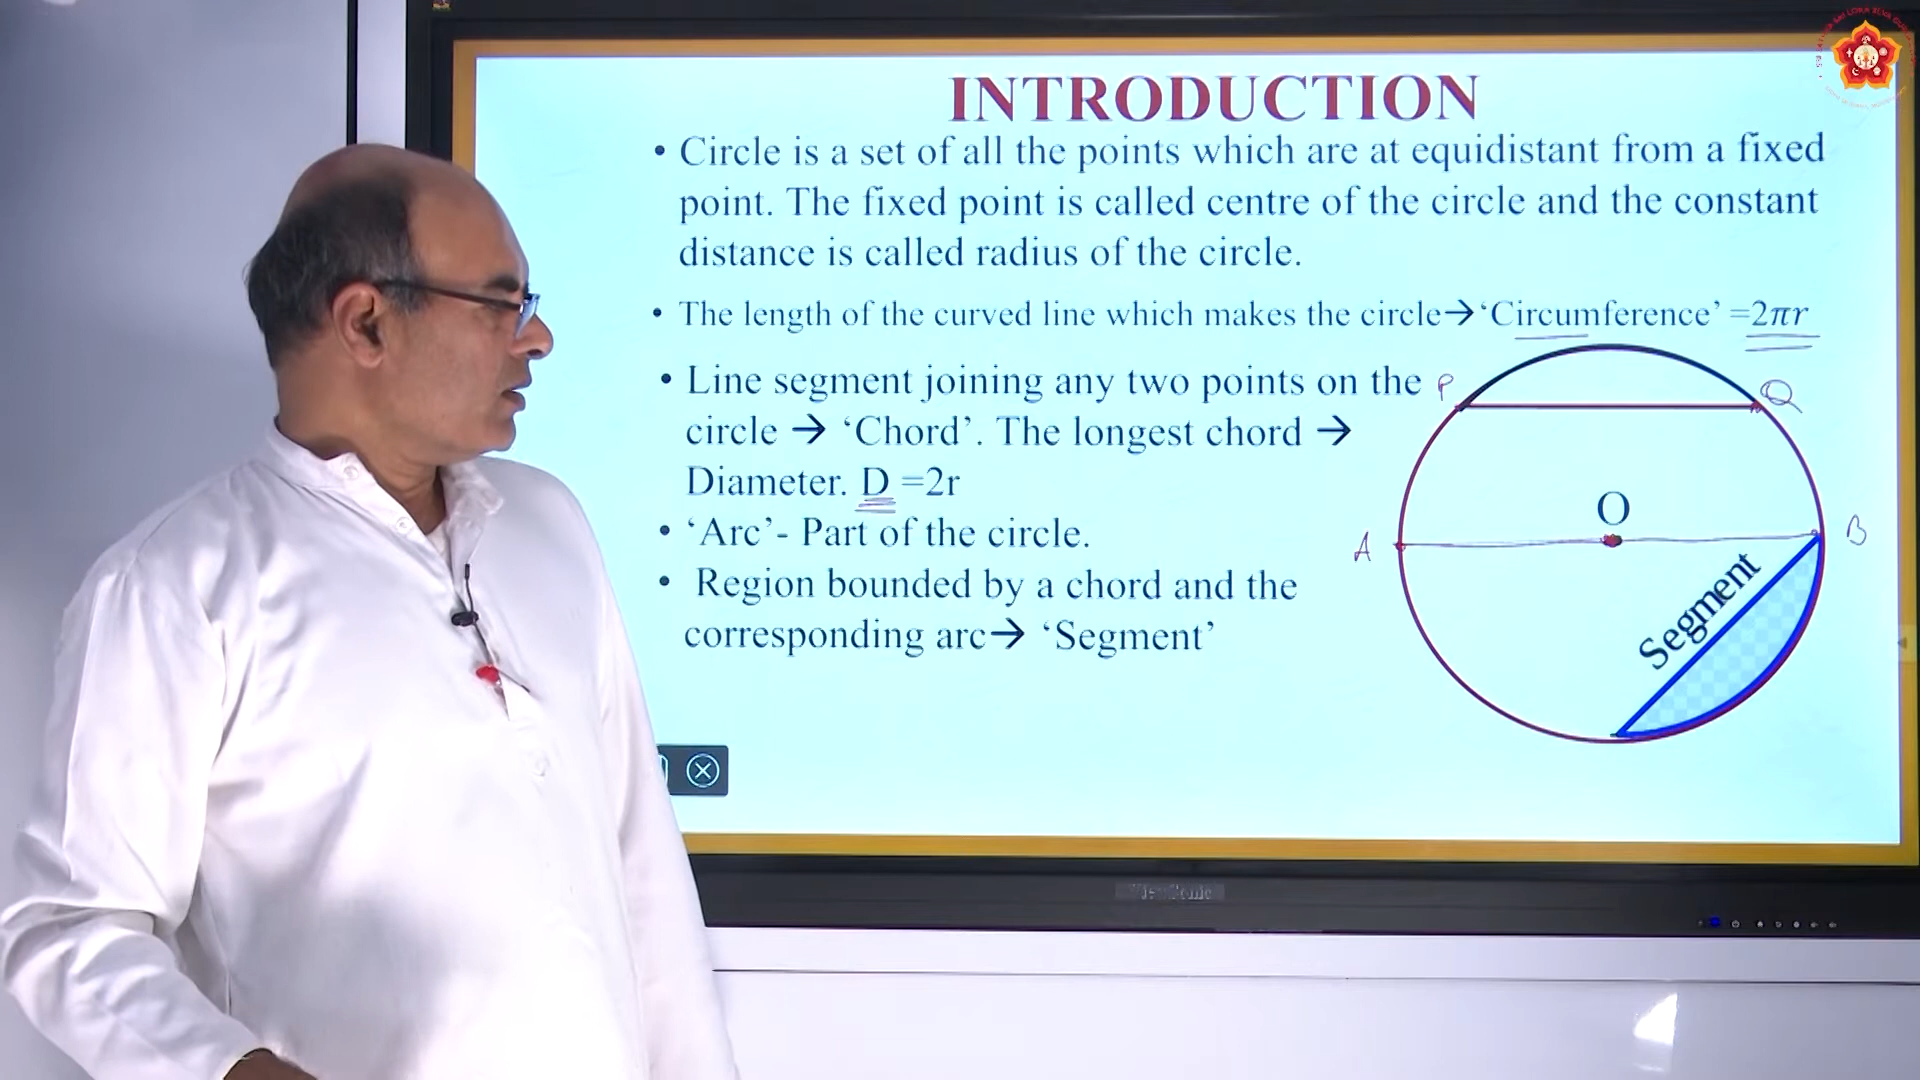 INTRODUCTION
• Circle is a set of all the points which are at equidistant from a fixed
point. The fixed point is called centre of the circle and the constant
distance is called radius of the circle.
• The length of the curved line which makes the circle→‘Circumference’ =2πr
• Line segment joining any two points on the
circle → ‘Chord’. The longest chord →
Diameter. D =2r
• ‘Arc’- Part of the circle.
• Region bounded by a chord and the
corresponding arc→ ‘Segment’
P
Q
O
A
B
Segment
ViewSonic